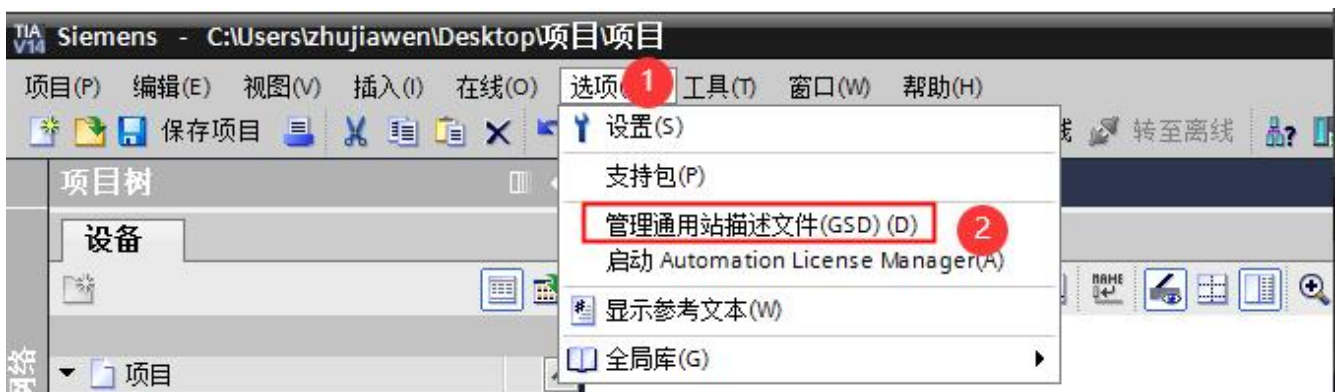 TIA V14 Siemens - C:\Users\zhujiawen\Desktop\项目\项目
项目(P) 编辑(E) 视图(V) 插入(I) 在线(O) 选项 1 工具(T) 窗口(W) 帮助(H)
保存项目 设置(S) 转至离线
项目树 支持包(P)
设备 管理通用站描述文件(GSD) (D) 2
启动 Automation License Manager(A)
NAME
显示参考文本(W)
项目 全局库(G)